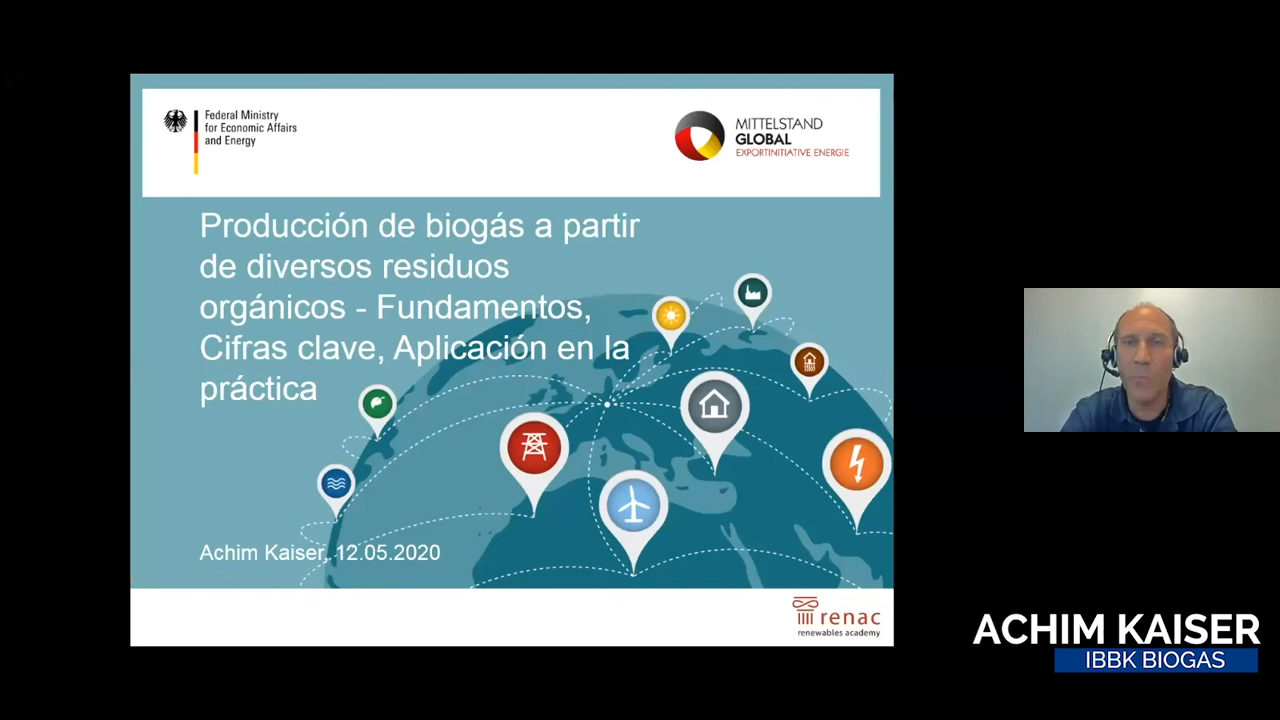 Federal Ministry
for Economic Affairs
and Energy
MITTELSTAND
GLOBAL
EXPORTINITIATIVE ENERGIE
Producción de biogás a partir
de diversos residuos
orgánicos - Fundamentos,
Cifras clave, Aplicación en la
práctica
Achim Kaiser, 12.05.2020
renac
renewables academy
ACHIM KAISER
IBBK BIOGAS